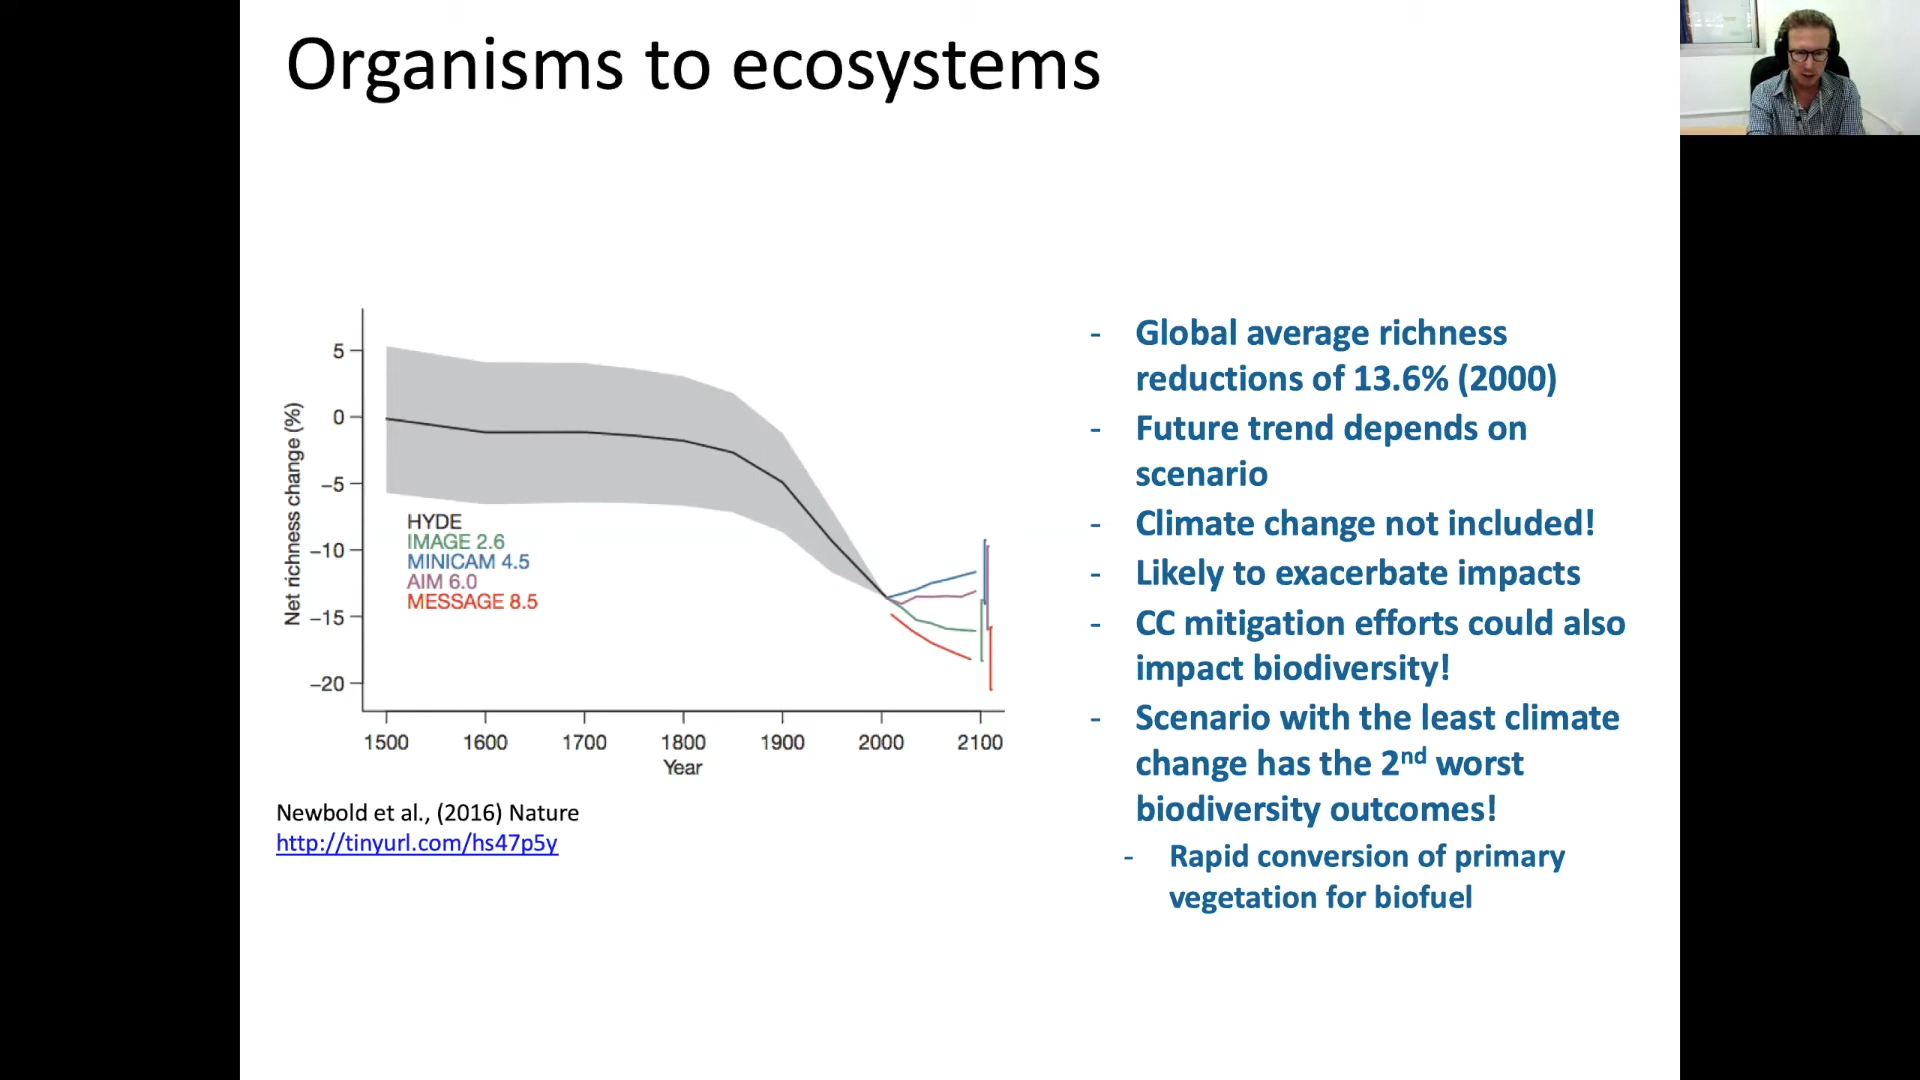 Organisms to ecosystems
5
0
−5
−10
−15
−20
Net richness change (%)
HYDE
IMAGE 2.6
MINICAM 4.5
AIM 6.0
MESSAGE 8.5
1500 1600 1700 1800 1900 2000 2100
Year
Newbold et al., (2016) Nature
http://tinyurl.com/hs47p5y
- Global average richness
reductions of 13.6% (2000)
- Future trend depends on
scenario
- Climate change not included!
- Likely to exacerbate impacts
- CC mitigation efforts could also
impact biodiversity!
- Scenario with the least climate
change has the 2nd worst
biodiversity outcomes!
- Rapid conversion of primary
vegetation for biofuel